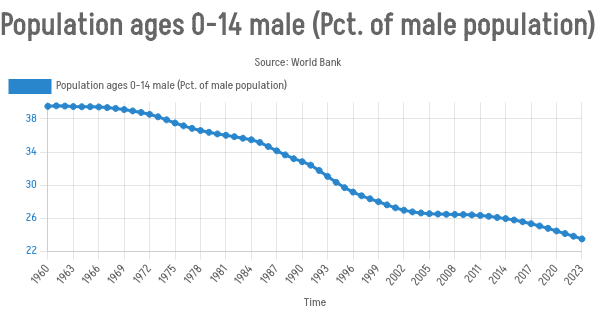 Population ages 0-14 male (Pct. of male population)
Source: World Bank
Population ages 0-14 male (Pct. of male population)
38
34
30
26
22
1960 1963 1966 1969 1972 1975 1978 1981 1984 1987 1990 1993 1996 1999 2002 2005 2008 2011 2014 2017 2020 2023
Time